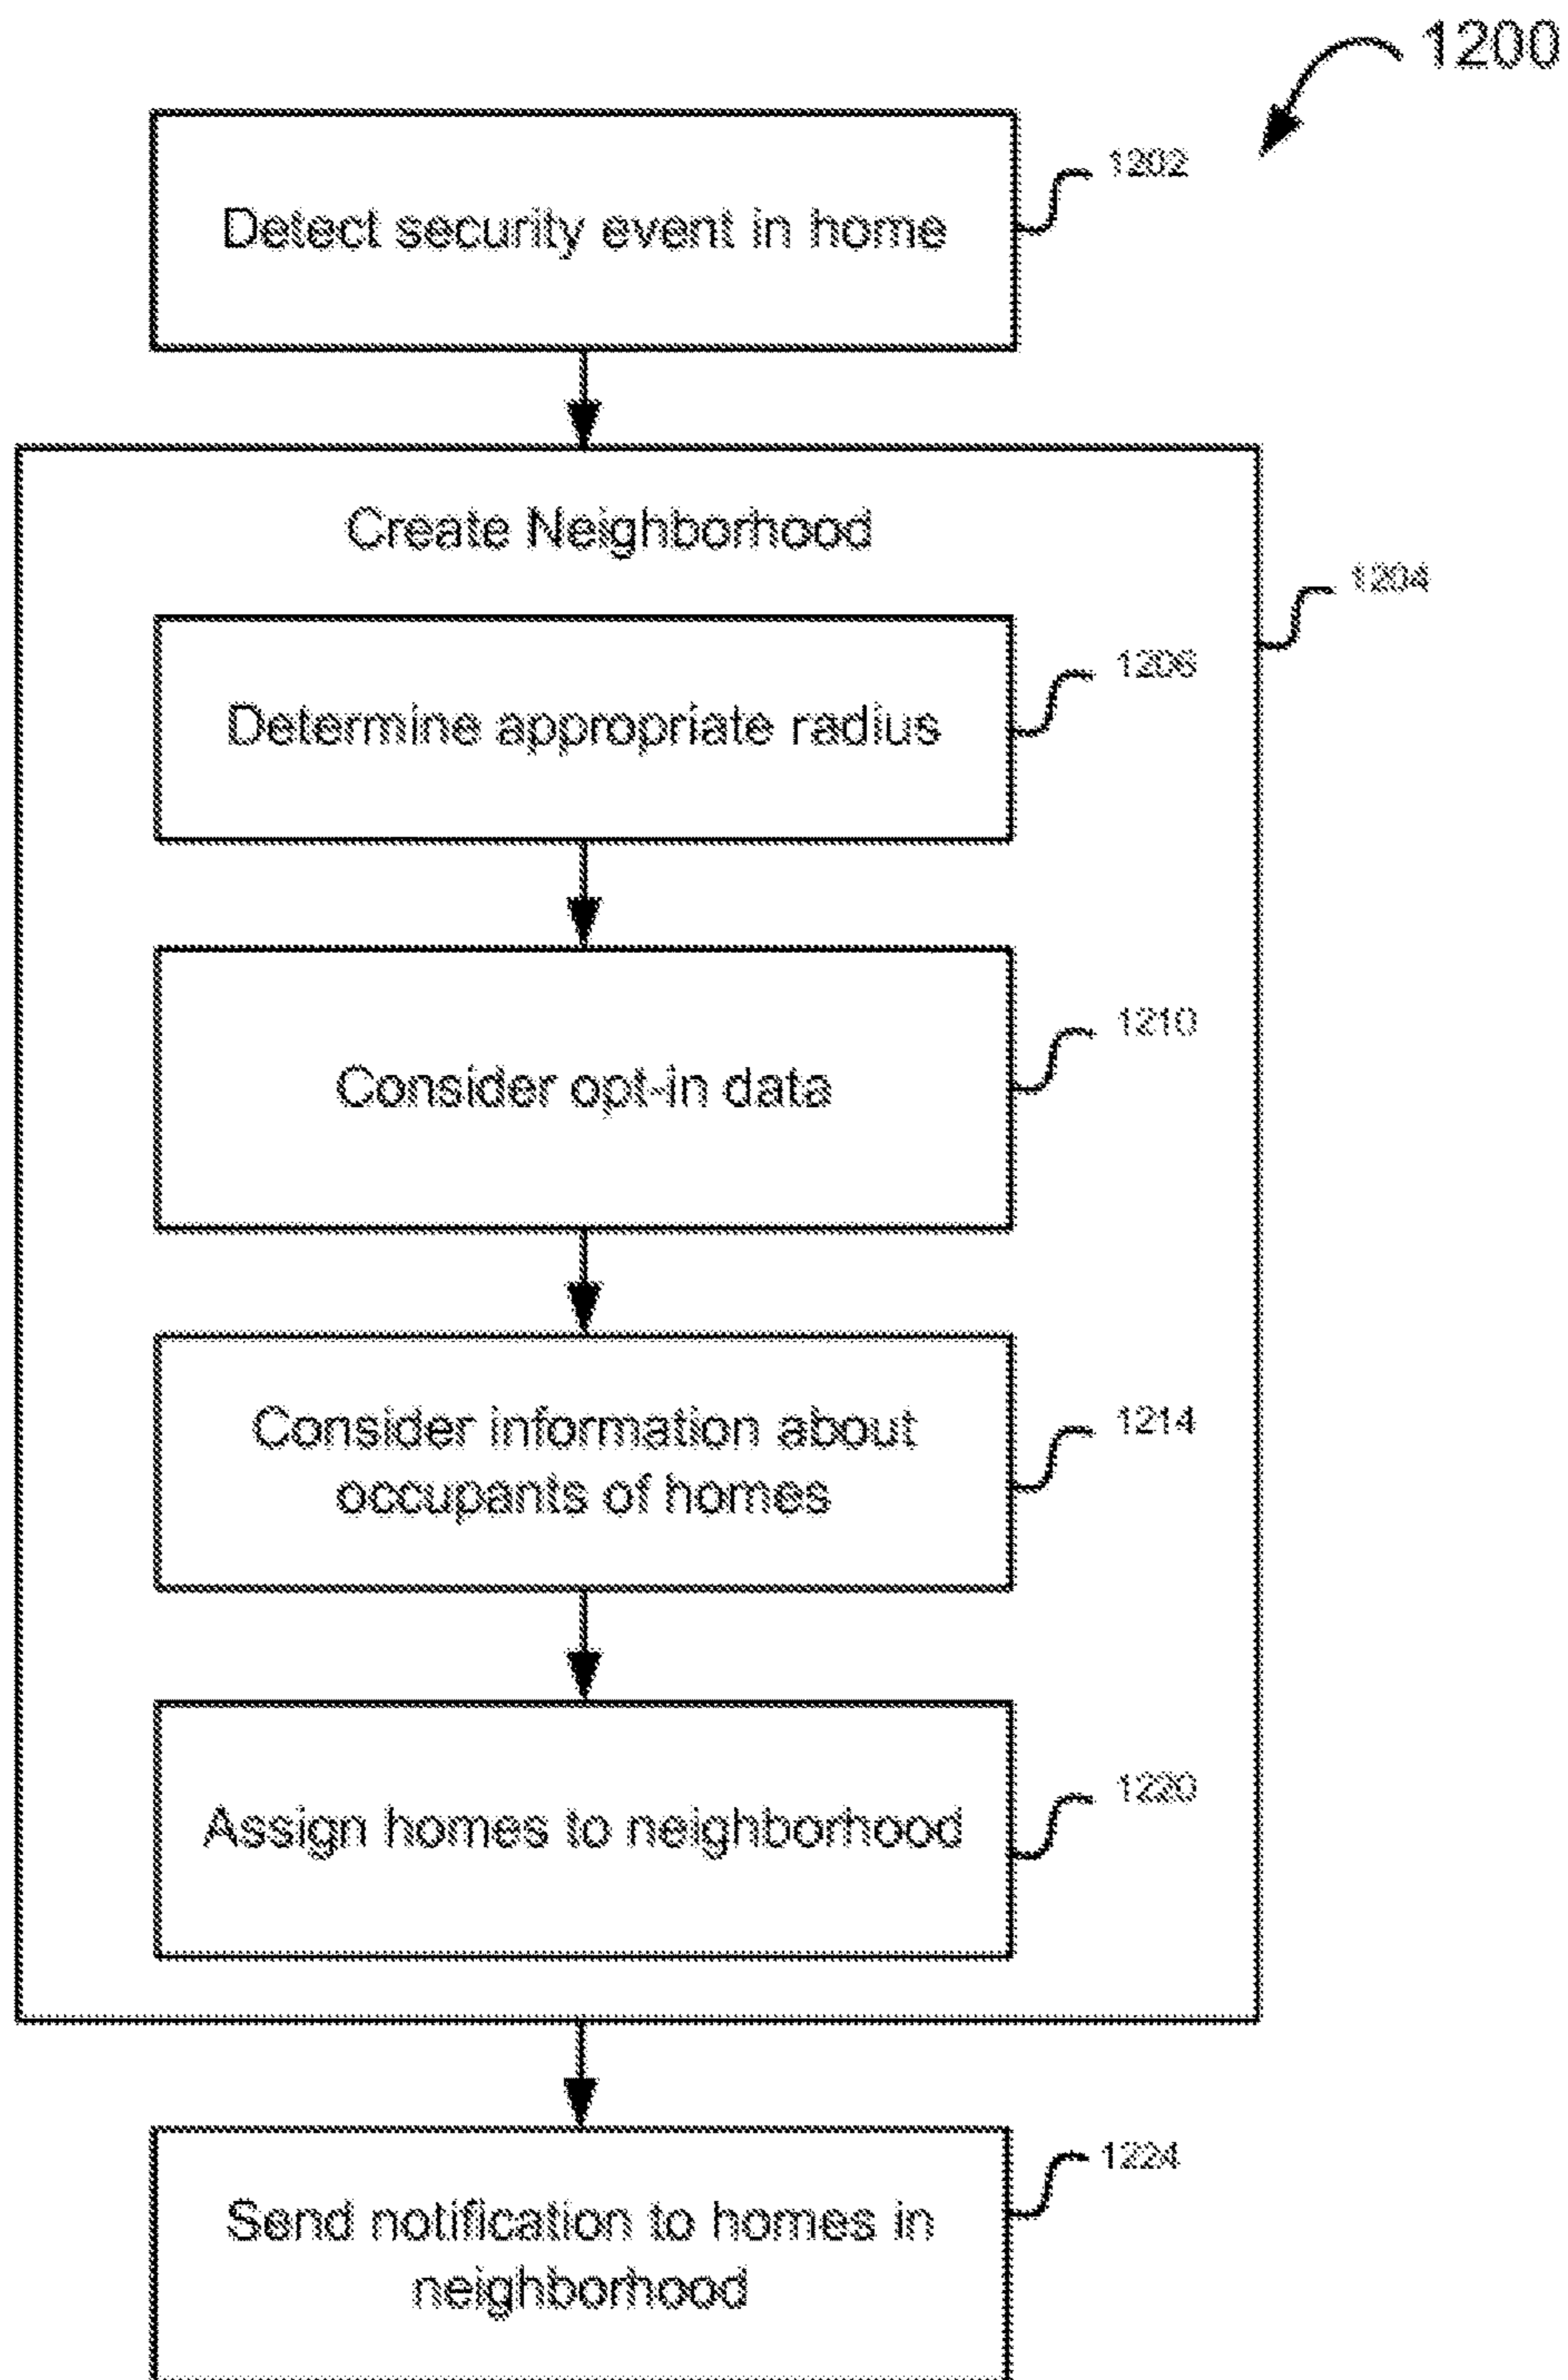 1200
Detect security event in home
1202
Create Neighborhood
1204
Determine appropriate radius
1206
Consider opt-in data
1210
Consider information about
occupants of homes
1214
Assign homes to neighborhood
1220
Send notification to homes in
neighborhood
1224